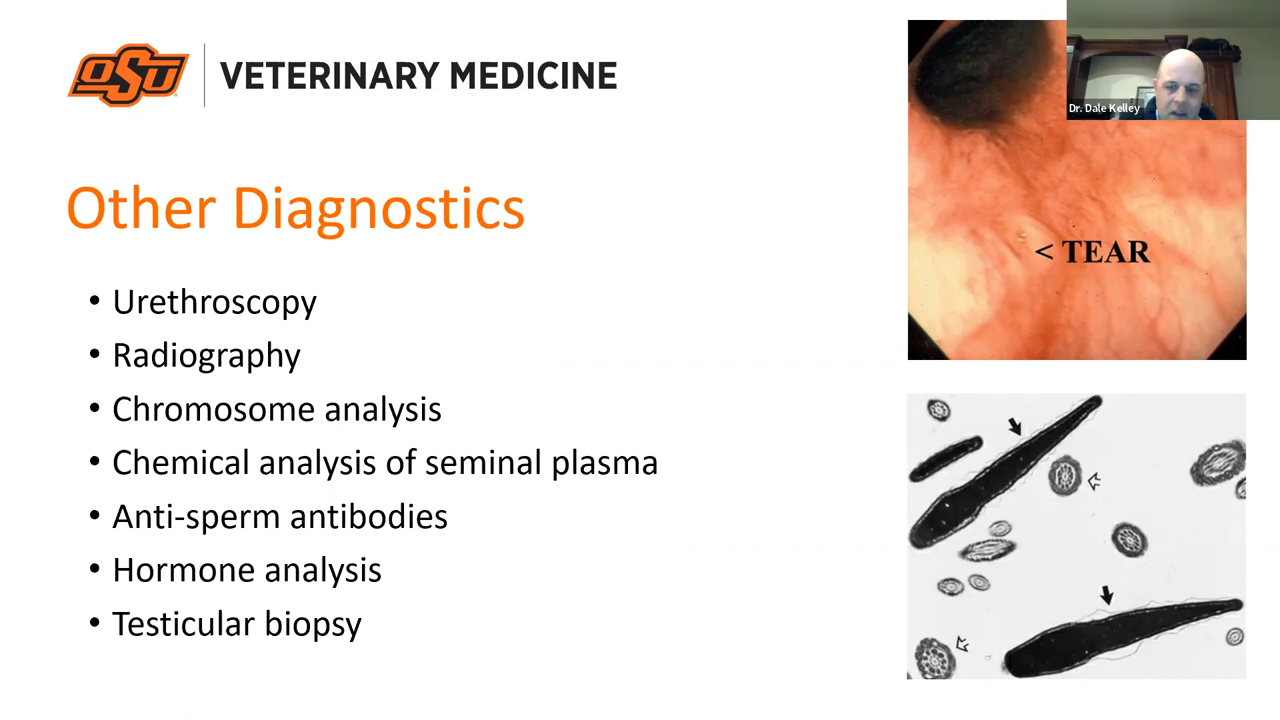 OSU VETERINARY MEDICINE
Dr. Dale Kelley
Other Diagnostics
< TEAR
• Urethroscopy
• Radiography
• Chromosome analysis
• Chemical analysis of seminal plasma
• Anti-sperm antibodies
• Hormone analysis
• Testicular biopsy